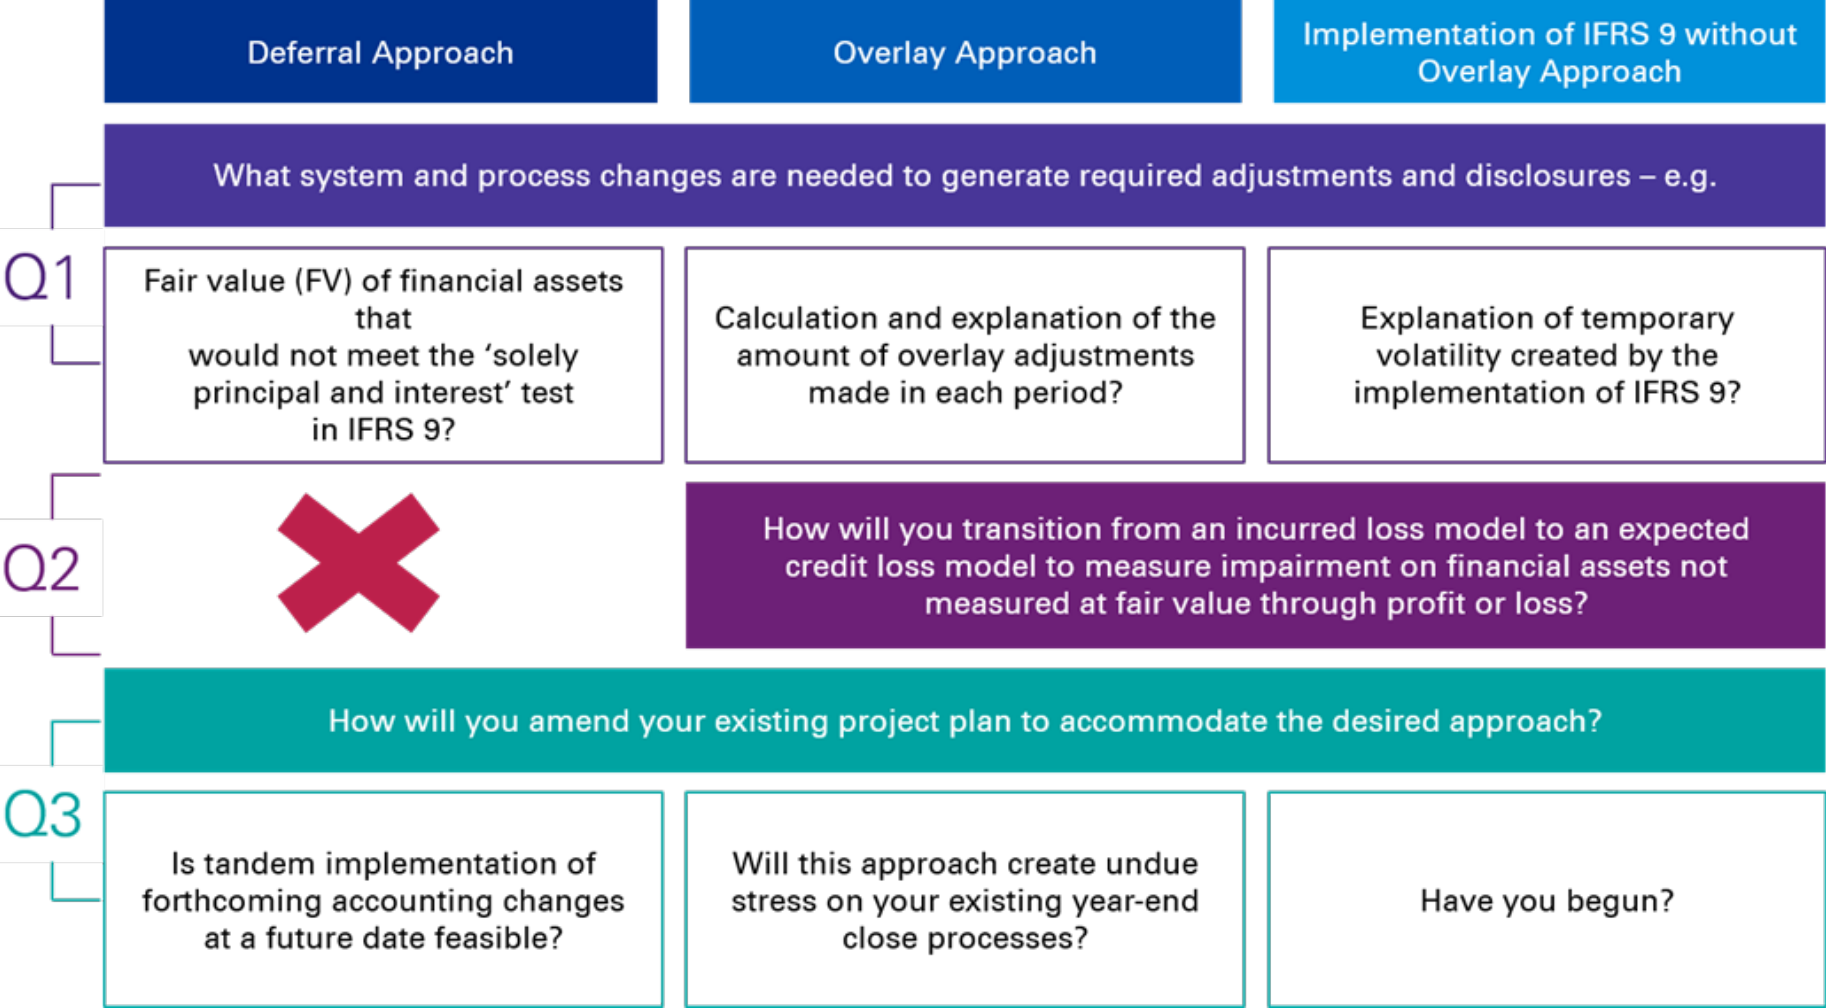 Deferral Approach
Overlay Approach
Implementation of IFRS 9 without
Overlay Approach
What system and process changes are needed to generate required adjustments and disclosures – e.g.
Q1
Fair value (FV) of financial assets
that
would not meet the ‘solely
principal and interest’ test
in IFRS 9?
Calculation and explanation of the
amount of overlay adjustments
made in each period?
Explanation of temporary
volatility created by the
implementation of IFRS 9?
Q2
How will you transition from an incurred loss model to an expected
credit loss model to measure impairment on financial assets not
measured at fair value through profit or loss?
How will you amend your existing project plan to accommodate the desired approach?
Q3
Is tandem implementation of
forthcoming accounting changes
at a future date feasible?
Will this approach create undue
stress on your existing year-end
close processes?
Have you begun?